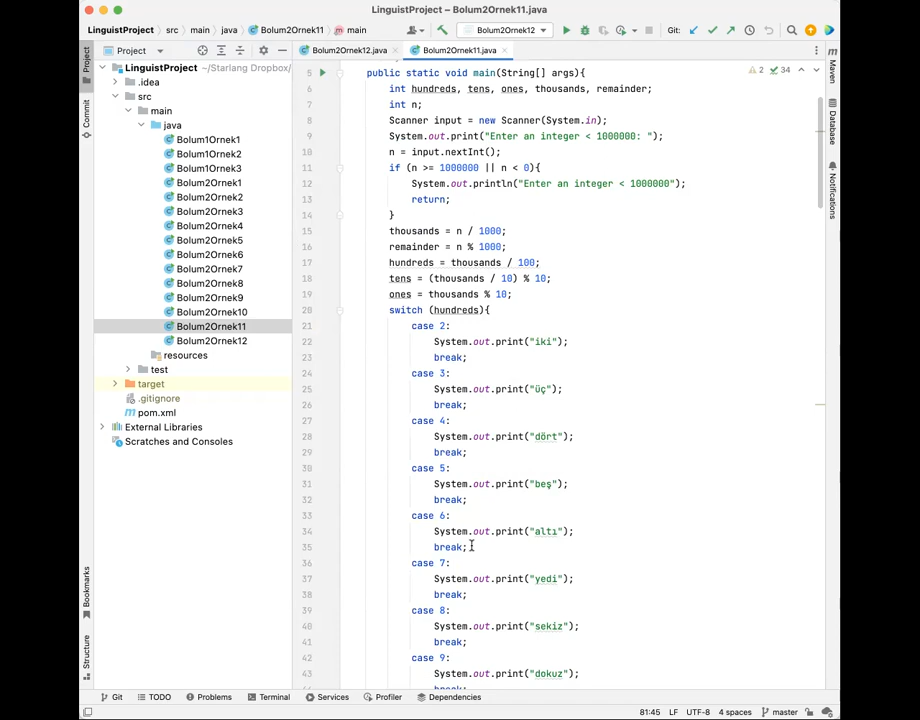 LinguistProject – Bolum2Ornek11.java
LinguistProject › src › main › java › Bolum2Ornek11 › main
Bolum2Ornek12
Git:
Project
Bolum2Ornek12.java
Bolum2Ornek11.java
LinguistProject ~/Starlang Dropbox/
.idea
src
main
java
Bolum1Ornek1
Bolum1Ornek2
Bolum1Ornek3
Bolum2Ornek1
Bolum2Ornek2
Bolum2Ornek3
Bolum2Ornek4
Bolum2Ornek5
Bolum2Ornek6
Bolum2Ornek7
Bolum2Ornek8
Bolum2Ornek9
Bolum2Ornek10
Bolum2Ornek11
Bolum2Ornek12
resources
test
target
.gitignore
pom.xml
External Libraries
Scratches and Consoles
2 34
5 public static void main(String[] args){
6 int hundreds, tens, ones, thousands, remainder;
7 int n;
8 Scanner input = new Scanner(System.in);
9 System.out.print("Enter an integer < 1000000: ");
10 n = input.nextInt();
11 if (n >= 1000000 || n < 0){
12 System.out.println("Enter an integer < 1000000");
13 return;
14 }
15 thousands = n / 1000;
16 remainder = n % 1000;
17 hundreds = thousands / 100;
18 tens = (thousands / 10) % 10;
19 ones = thousands % 10;
20 switch (hundreds){
21 case 2:
22 System.out.print("iki");
23 break;
24 case 3:
25 System.out.print("üç");
26 break;
27 case 4:
28 System.out.print("dört");
29 break;
30 case 5:
31 System.out.print("beş");
32 break;
33 case 6:
34 System.out.print("altı");
35 break;
36 case 7:
37 System.out.print("yedi");
38 break;
39 case 8:
40 System.out.print("sekiz");
41 break;
42 case 9:
43 System.out.print("dokuz");
Project
Commit
Bookmarks
Structure
Maven
Database
Notifications
Git TODO Problems Terminal Services Profiler Dependencies
81:45 LF UTF-8 4 spaces master